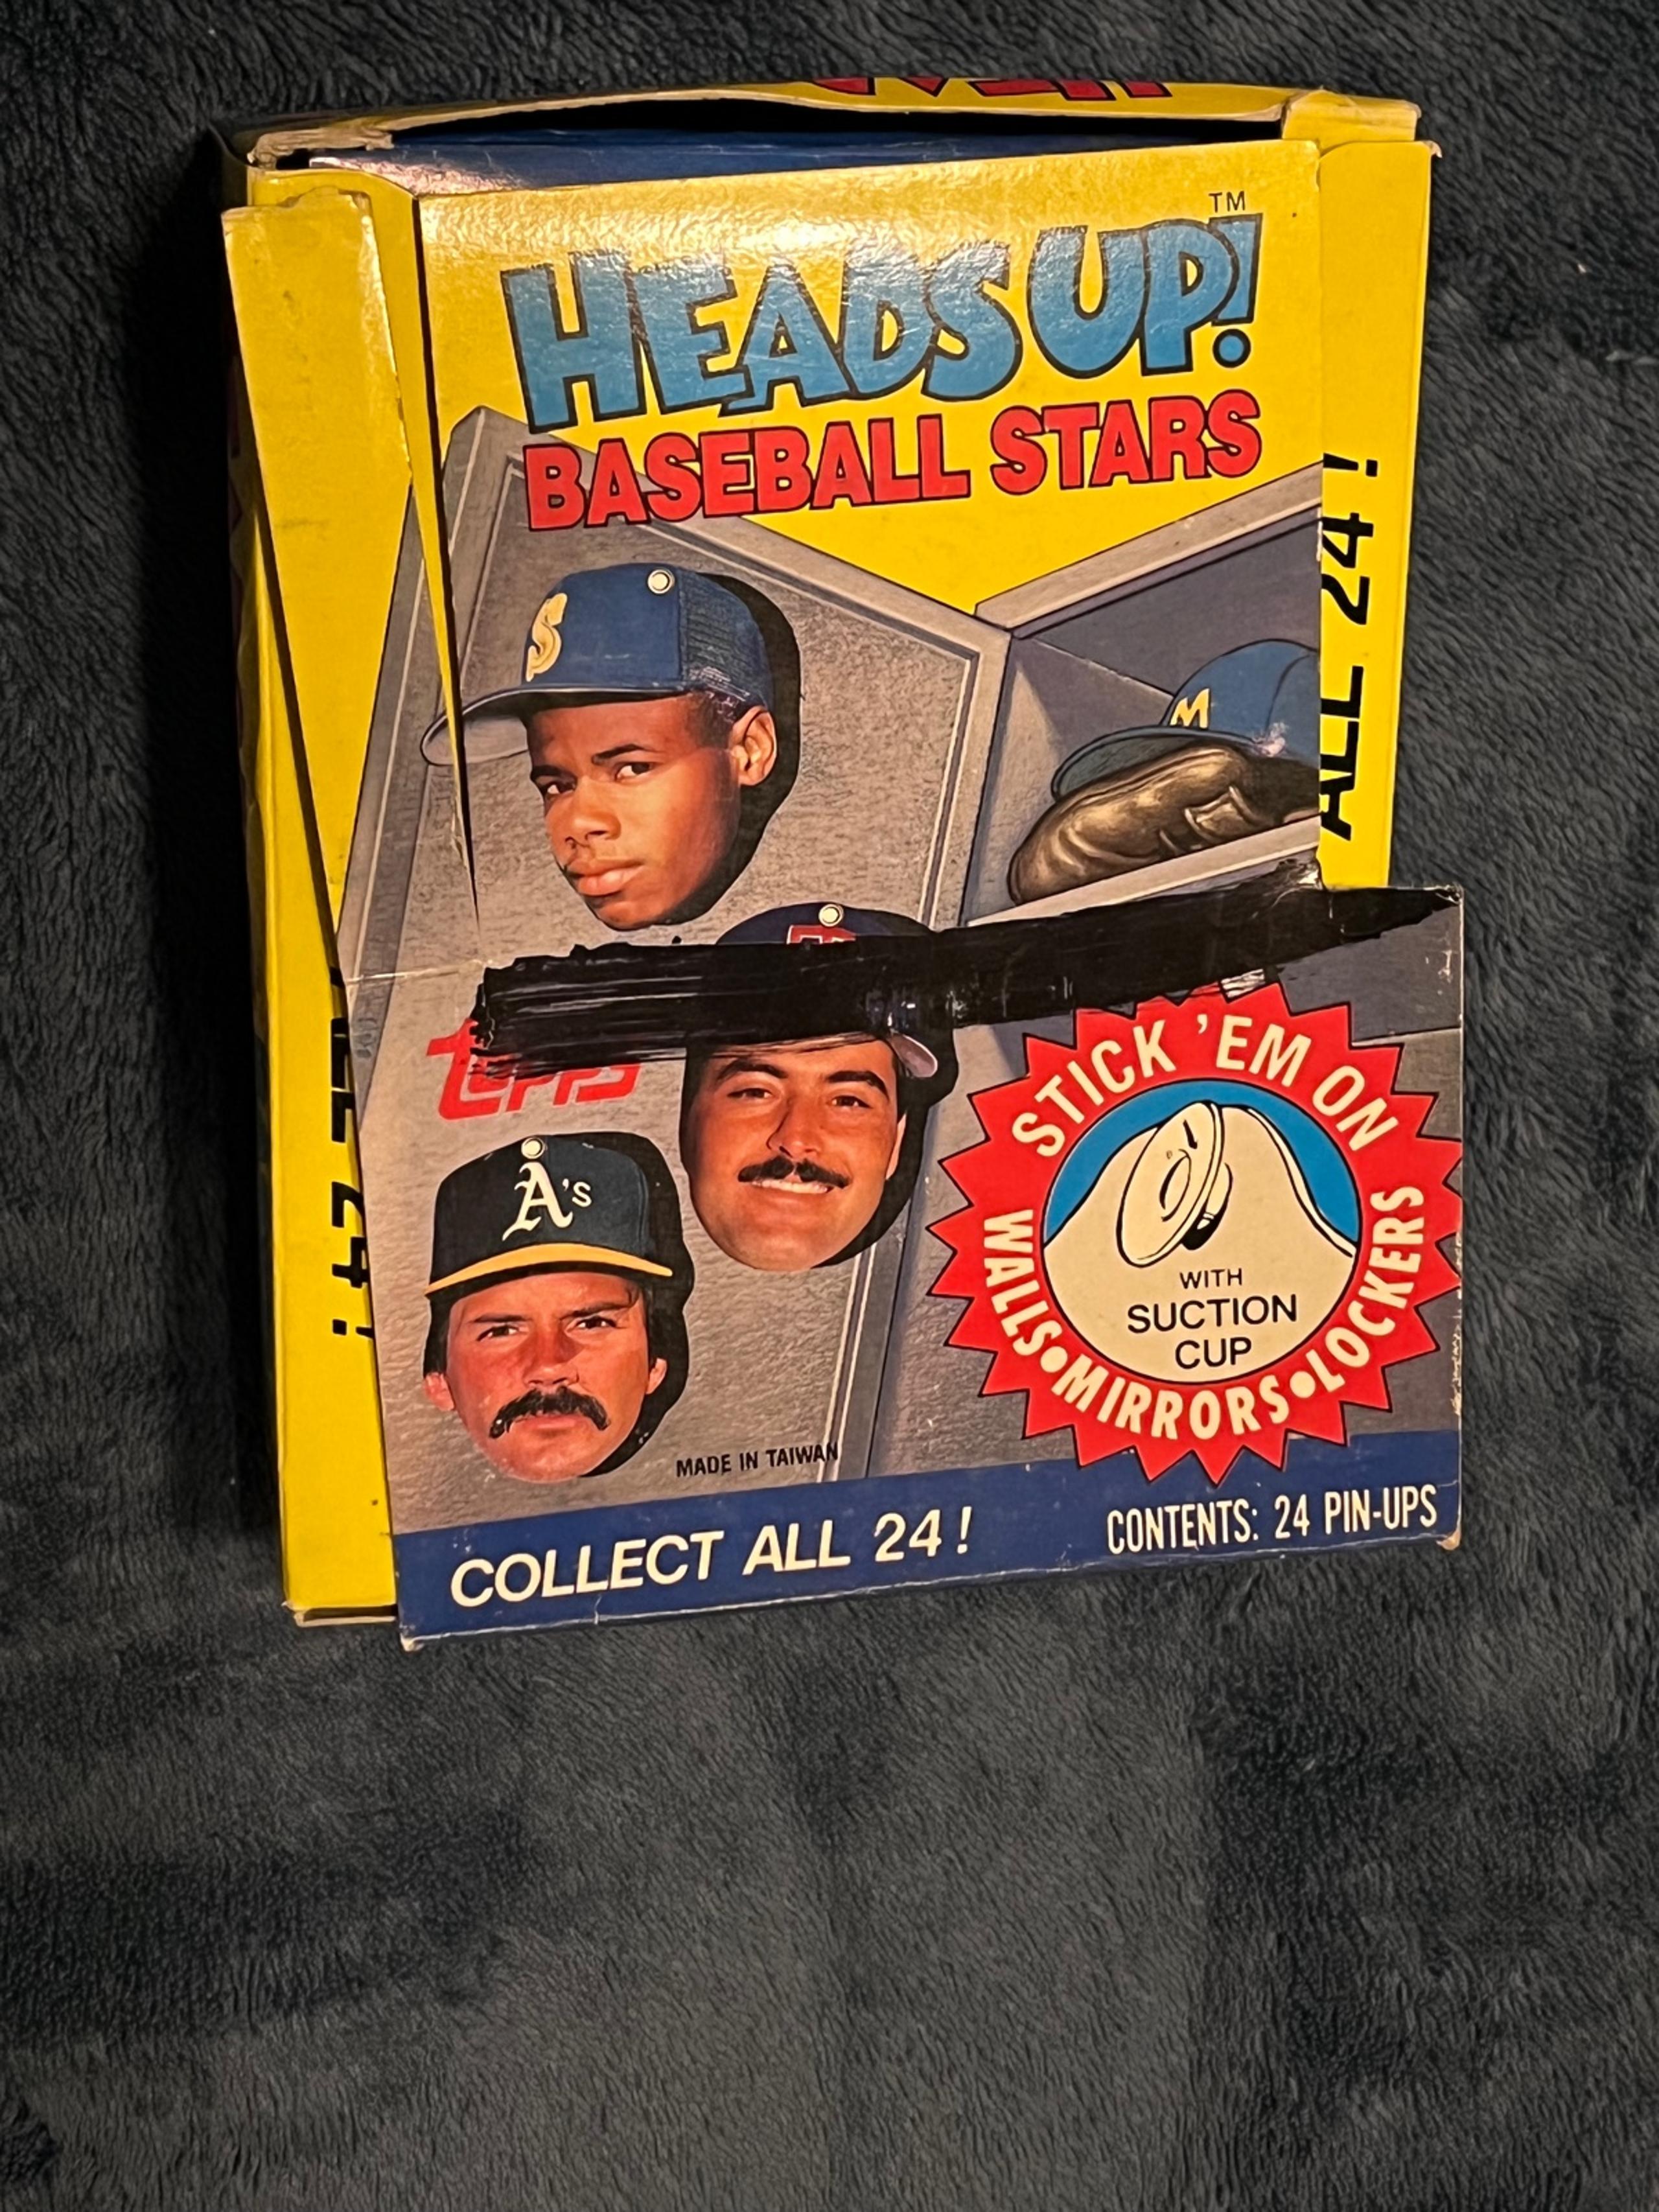 TM
HEADS UP!
BASEBALL STARS
S
M
ALL 24!
topps
A's
STICK 'EM ON
WALLS•MIRRORS•LOCKERS
WITH
SUCTION
CUP
MADE IN TAIWAN
COLLECT ALL 24!
CONTENTS: 24 PIN-UPS
24!